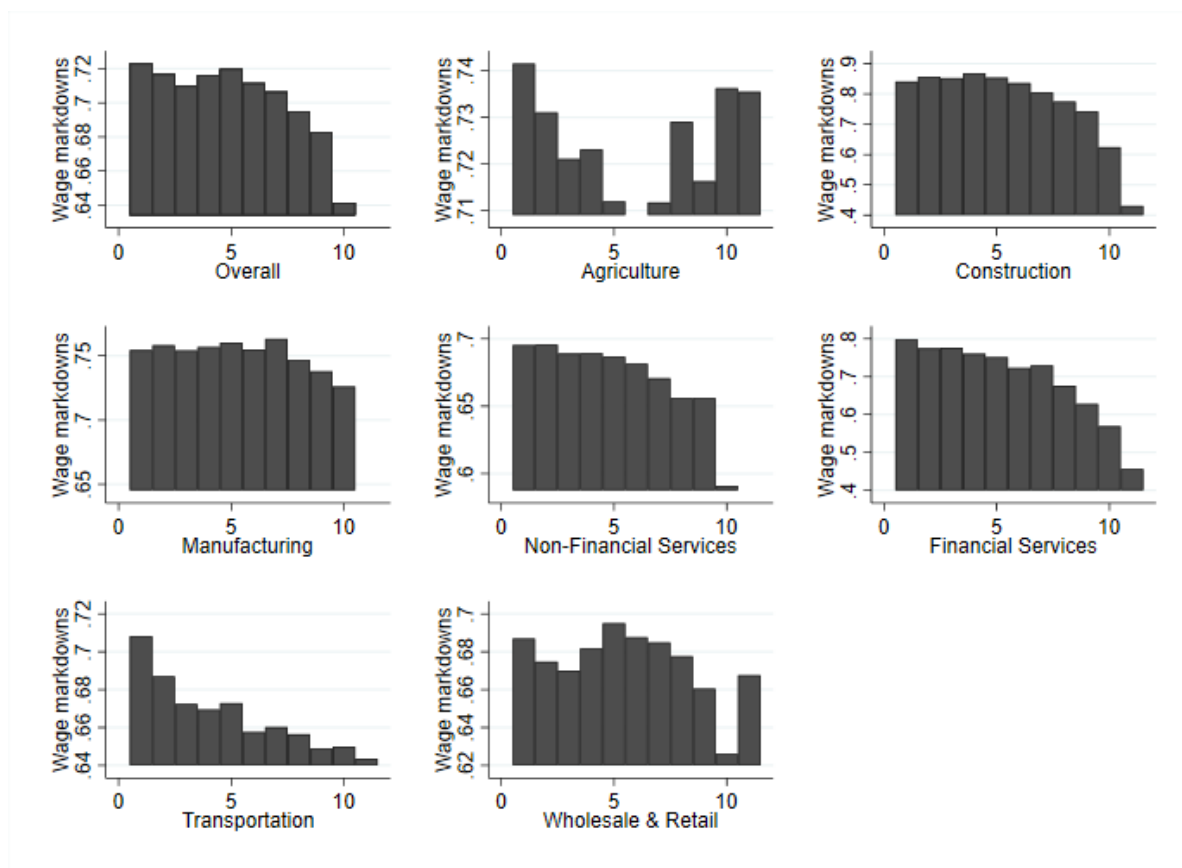 Wage markdowns
.64 .66 .68 .7 .72
0 5 10
Overall
Wage markdowns
.71 .72 .73 .74
0 5 10
Agriculture
Wage markdowns
.4 .5 .6 .7 .8 .9
0 5 10
Construction
Wage markdowns
.65 .7 .75
0 5 10
Manufacturing
Wage markdowns
.6 .65 .7
0 5 10
Non-Financial Services
Wage markdowns
.4 .5 .6 .7 .8
0 5 10
Financial Services
Wage markdowns
.64 .66 .68 .7 .72
0 5 10
Transportation
Wage markdowns
.62 .64 .66 .68 .7
0 5 10
Wholesale & Retail